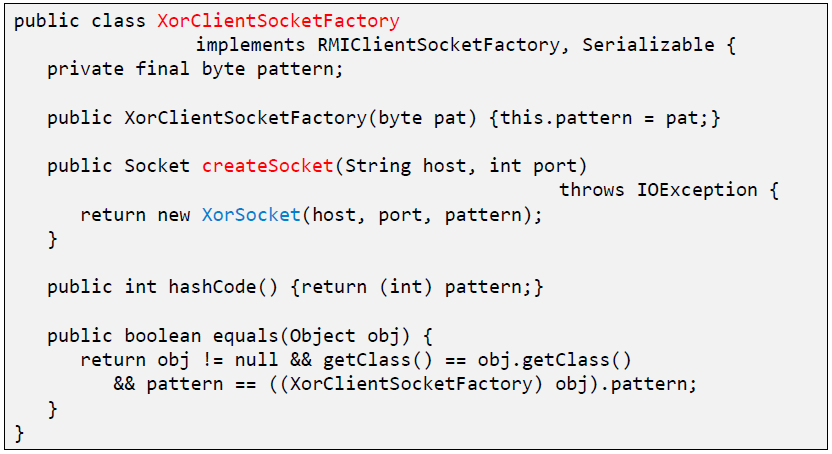 public class XorClientSocketFactory
implements RMIClientSocketFactory, Serializable {
private final byte pattern;
public XorClientSocketFactory(byte pat) {this.pattern = pat;}
public Socket createSocket(String host, int port)
throws IOException {
return new XorSocket(host, port, pattern);
}
public int hashCode() {return (int) pattern;}
public boolean equals(Object obj) {
return obj != null && getClass() == obj.getClass()
&& pattern == ((XorClientSocketFactory) obj).pattern;
}
}